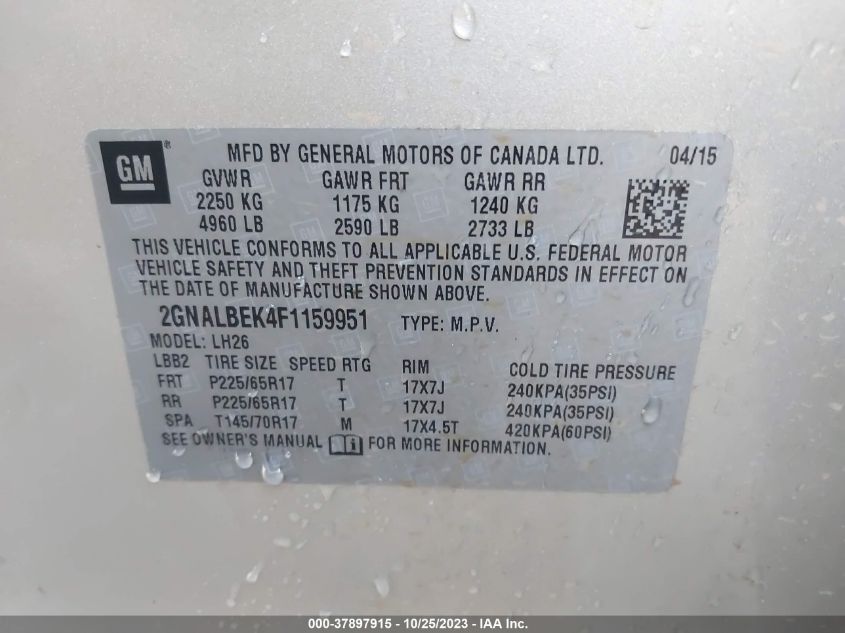 GM®
MFD BY GENERAL MOTORS OF CANADA LTD. 04/15
GVWR GAWR FRT GAWR RR
2250 KG 1175 KG 1240 KG
4960 LB 2590 LB 2733 LB
THIS VEHICLE CONFORMS TO ALL APPLICABLE U.S. FEDERAL MOTOR
VEHICLE SAFETY AND THEFT PREVENTION STANDARDS IN EFFECT ON
THE DATE OF MANUFACTURE SHOWN ABOVE.
2GNALBEK4F1159951 TYPE: M.P.V.
MODEL: LH26
LBB2 TIRE SIZE SPEED RTG RIM COLD TIRE PRESSURE
FRT P225/65R17 T 17X7J 240KPA(35PSI)
RR P225/65R17 T 17X7J 240KPA(35PSI)
SPA T145/70R17 M 17X4.5T 420KPA(60PSI)
SEE OWNER'S MANUAL FOR MORE INFORMATION.
000-37897915 - 10/25/2023 - IAA Inc.